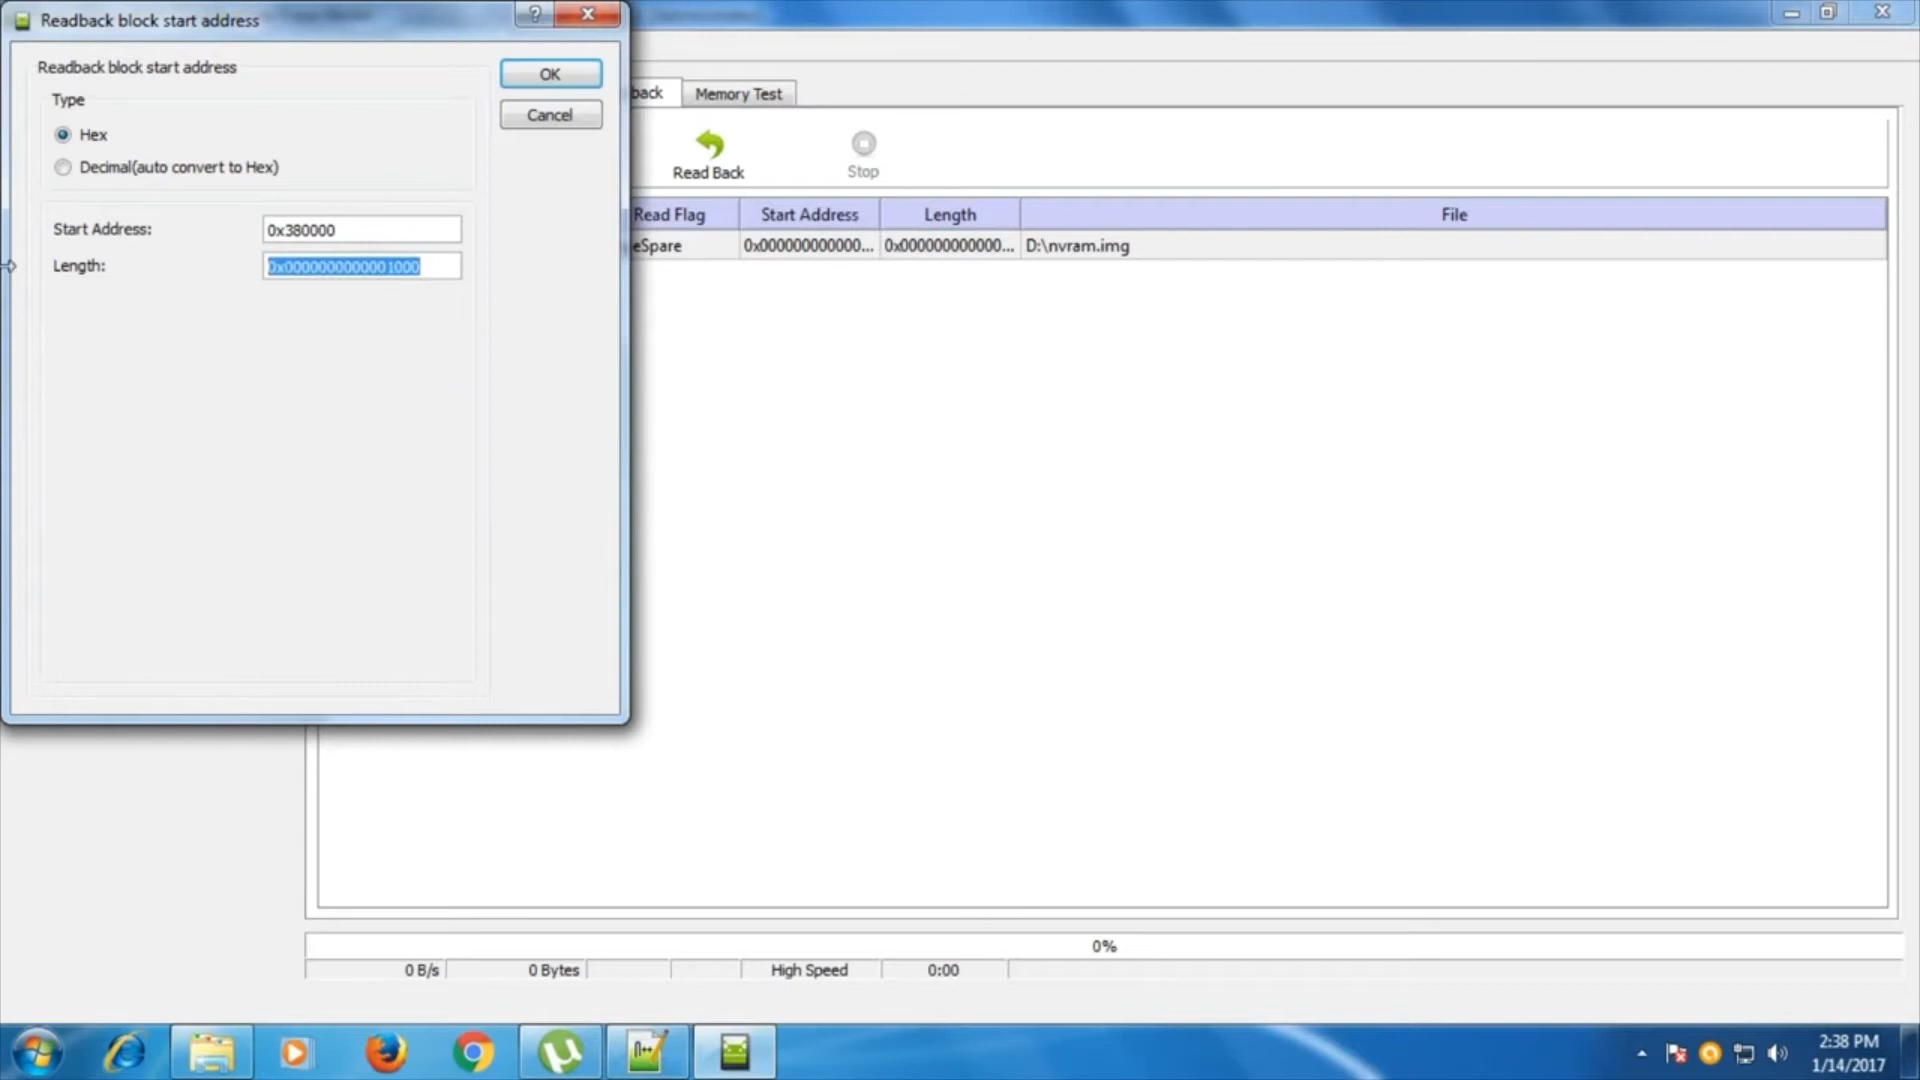 Readback block start address
Readback block start address
OK
Type
Cancel
Hex
Decimal(auto convert to Hex)
Start Address:
0x380000
Length:
0x0000000000001000
back
Memory Test
Read Back
Stop
Read Flag
Start Address
Length
File
eSpare
0x000000000000...
0x000000000000...
D:\nvram.img
0%
0 B/s
0 Bytes
High Speed
0:00
2:38 PM
1/14/2017